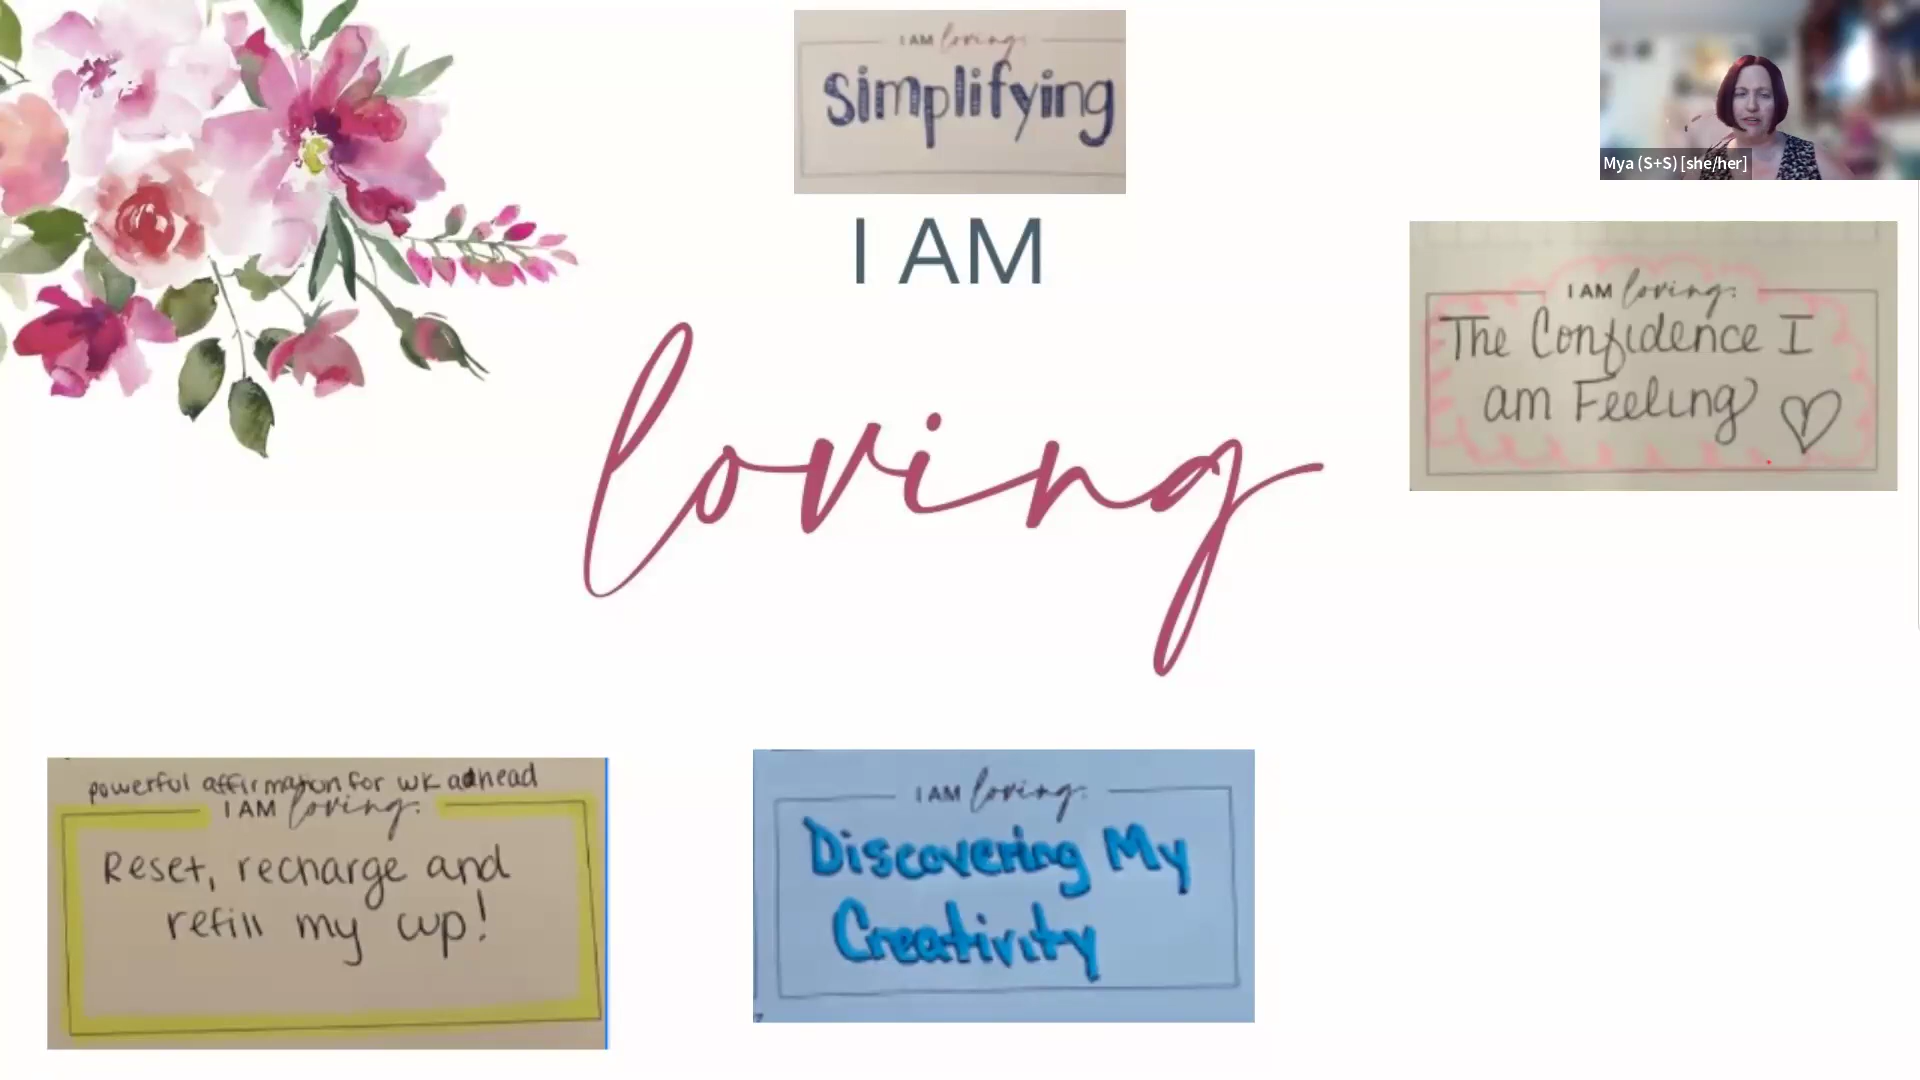 I AM loving:
simplifying
Mya (S+S) [she/her]
I AM
loving
I AM loving:
The Confidence I
am Feeling
powerful affirmation for wk adhead
I AM loving:
Reset, recharge and
refill my cup!
I AM loving:
Discovering My
Creativity